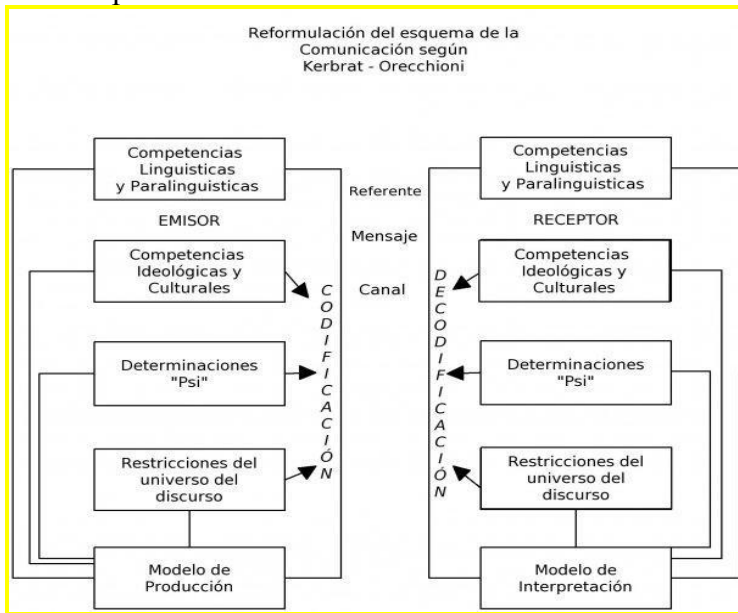 Reformulación del esquema de la
Comunicación según
Kerbrat - Orecchioni
Competencias
Linguisticas
y Paralinguisticas
EMISOR
Competencias
Ideológicas y
Culturales
Determinaciones
"Psi"
Restricciones del
universo del
discurso
Modelo de
Producción
CODIFICACIÓN
Referente
Mensaje
Canal
DECODIFICACIÓN
Competencias
Linguisticas
y Paralinguisticas
RECEPTOR
Competencias
Ideológicas y
Culturales
Determinaciones
"Psi"
Restricciones del
universo del
discurso
Modelo de
Interpretación